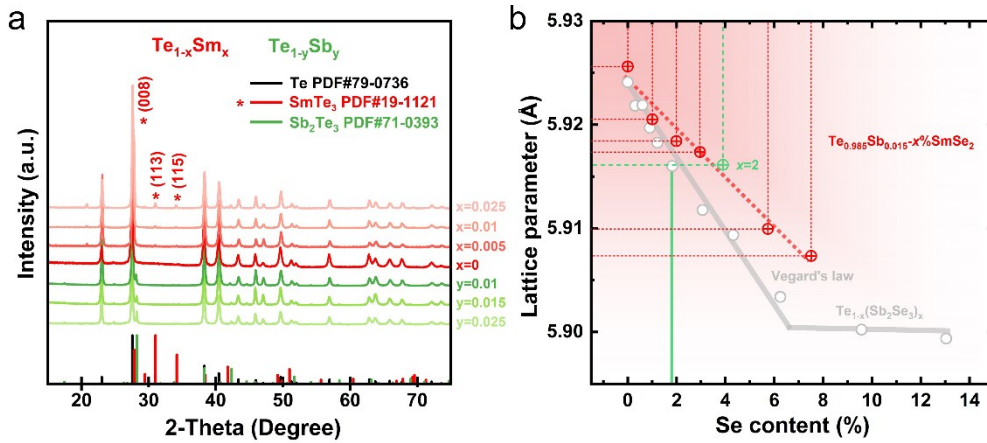 a
Te1-xSmx
Te1-ySby
Te PDF#79-0736
* SmTe3 PDF#19-1121
Sb2Te3 PDF#71-0393
* (008)
* (113)
* (115)
x=0.025
x=0.01
x=0.005
x=0
y=0.01
y=0.015
y=0.025
Intensity (a.u.)
15 20 30 40 50 60 70
2-Theta (Degree)
b
5.93
5.92
5.91
5.90
Lattice parameter (Å)
Te0.985Sb0.015-x%SmSe2
x=2
Vegard's law
Te1-x(Sb2Se3)x
0 2 4 6 8 10 12 14
Se content (%)